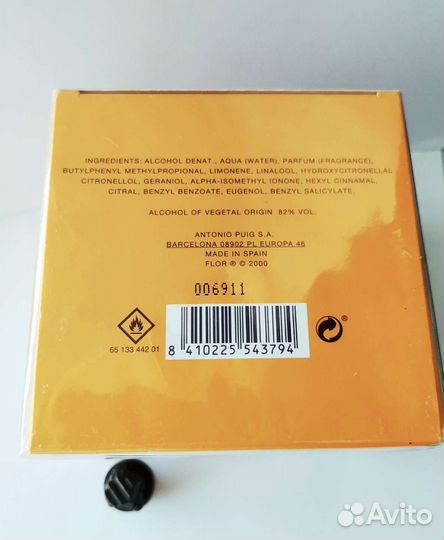 INGREDIENTS: ALCOHOL DENAT., AQUA (WATER), PARFUM (FRAGRANCE),
BUTYLPHENYL METHYLPROPIONAL, LIMONENE, LINALOOL, HYDROXYCITRONELLAL
CITRONELLOL, GERANIOL, ALPHA-ISOMETHYL IONONE, HEXYL CINNAMAL,
CITRAL, BENZYL BENZOATE, EUGENOL, BENZYL SALICYLATE,
ALCOHOL OF VEGETAL ORIGIN 82% VOL.
ANTONIO PUIG S.A.
BARCELONA 08902 PL EUROPA 46
MADE IN SPAIN
FLOR ® © 2000
006911
65 133 442 01
8 410225 543794
®
Avito